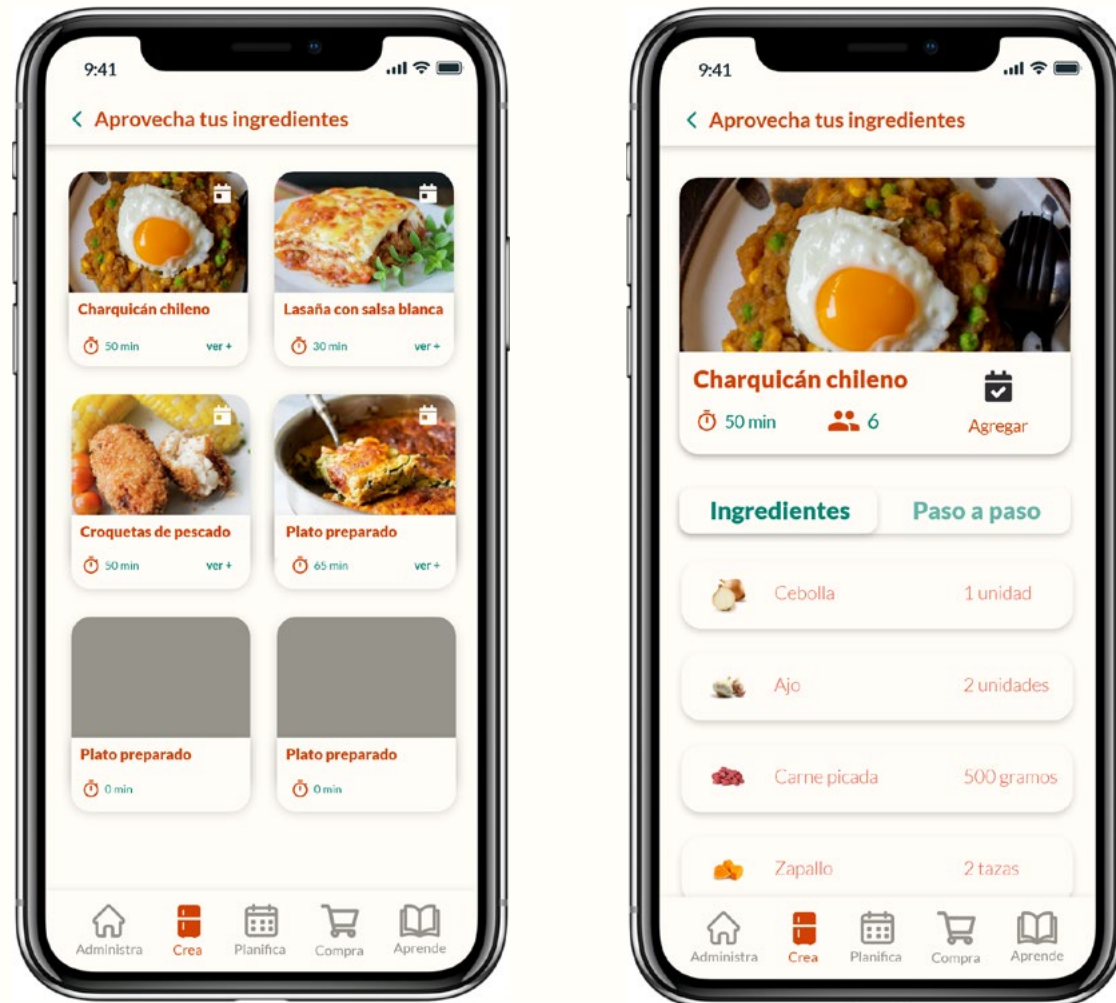 9:41
Aprovecha tus ingredientes
Charquicán chileno
50 min
ver +
Lasaña con salsa blanca
30 min
ver +
Croquetas de pescado
50 min
ver +
Plato preparado
65 min
ver +
Plato preparado
0 min
Plato preparado
0 min
Administra
Crea
Planifica
Compra
Aprende
9:41
Aprovecha tus ingredientes
Charquicán chileno
50 min
6
Agregar
Ingredientes
Paso a paso
Cebolla
1 unidad
Ajo
2 unidades
Carne picada
500 gramos
Zapallo
2 tazas
Administra
Crea
Planifica
Compra
Aprende